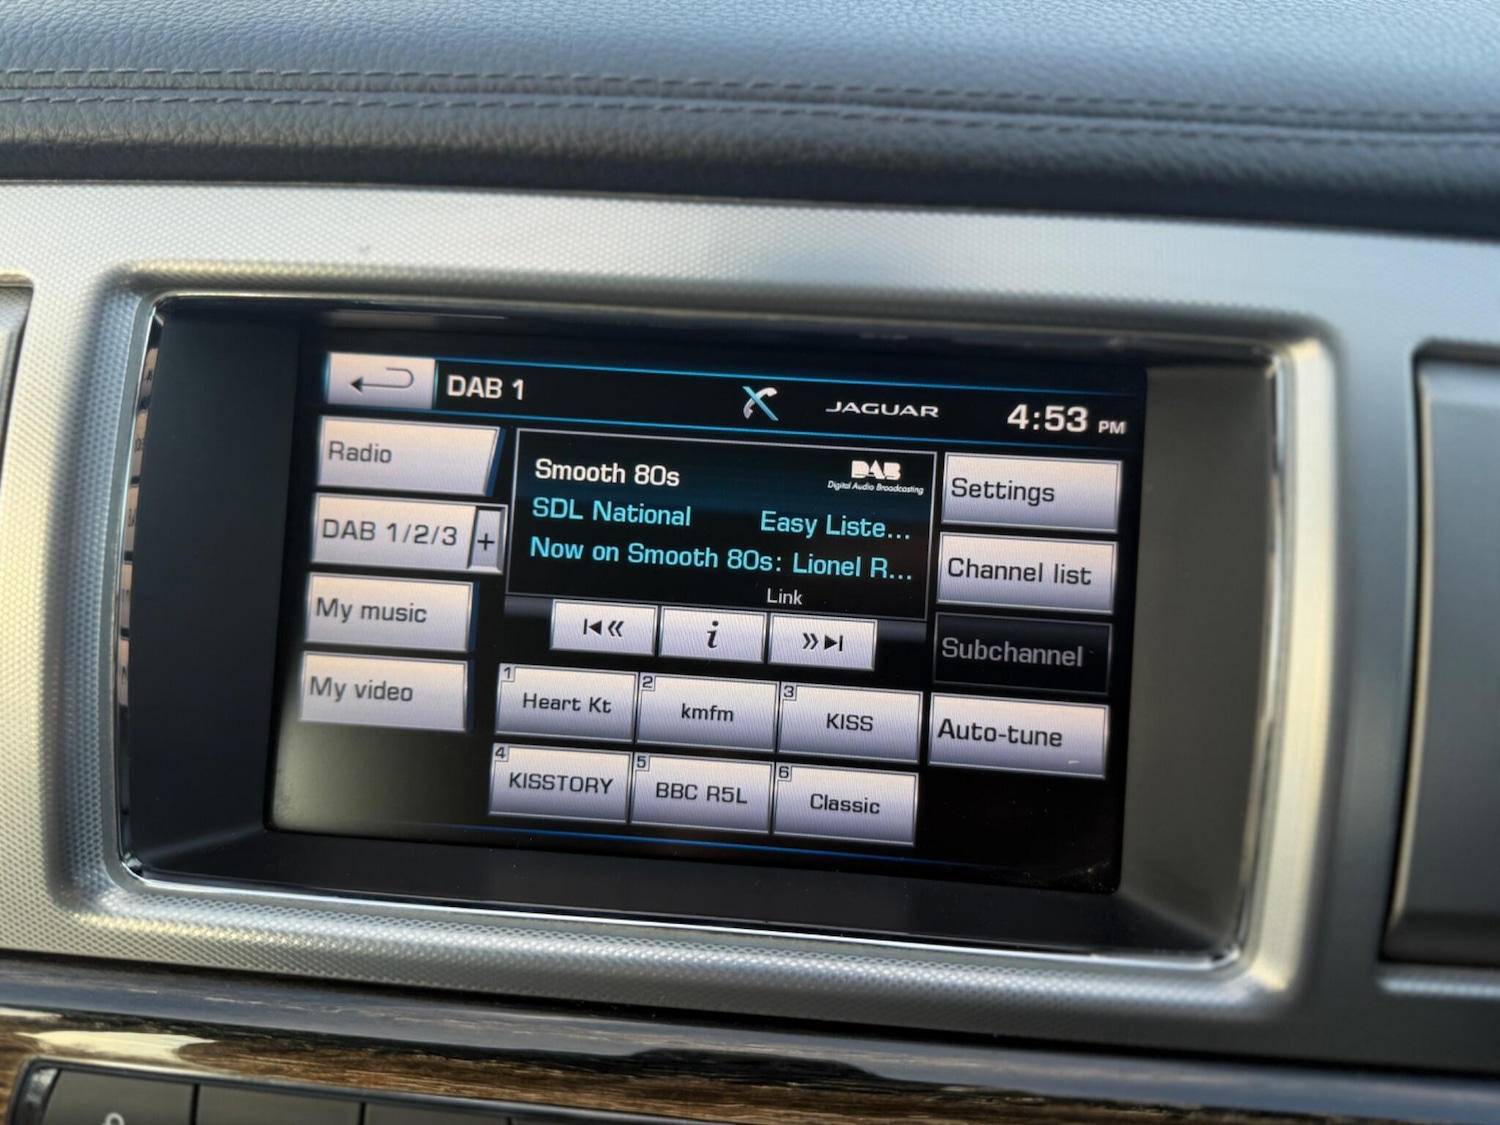 DAB 1
JAGUAR
4:53 PM
Radio
DAB 1/2/3 +
My music
My video
Smooth 80s
DAB
Digital Audio Broadcasting
SDL National
Easy Liste...
Now on Smooth 80s: Lionel R...
Link
i
Settings
Channel list
Subchannel
Auto-tune
1 Heart Kt
2 kmfm
3 KISS
4 KISSTORY
5 BBC R5L
6 Classic